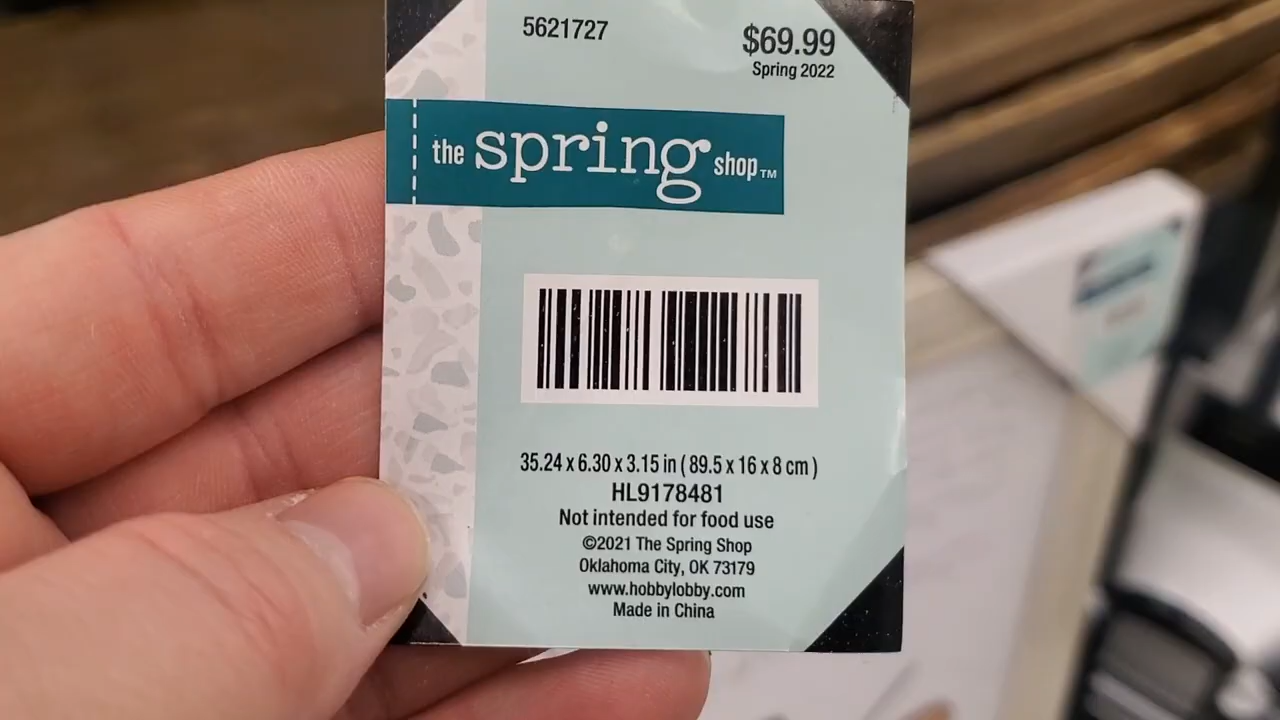 5621727
$69.99
Spring 2022
the spring shop™
35.24 x 6.30 x 3.15 in ( 89.5 x 16 x 8 cm )
HL9178481
Not intended for food use
©2021 The Spring Shop
Oklahoma City, OK 73179
www.hobbylobby.com
Made in China